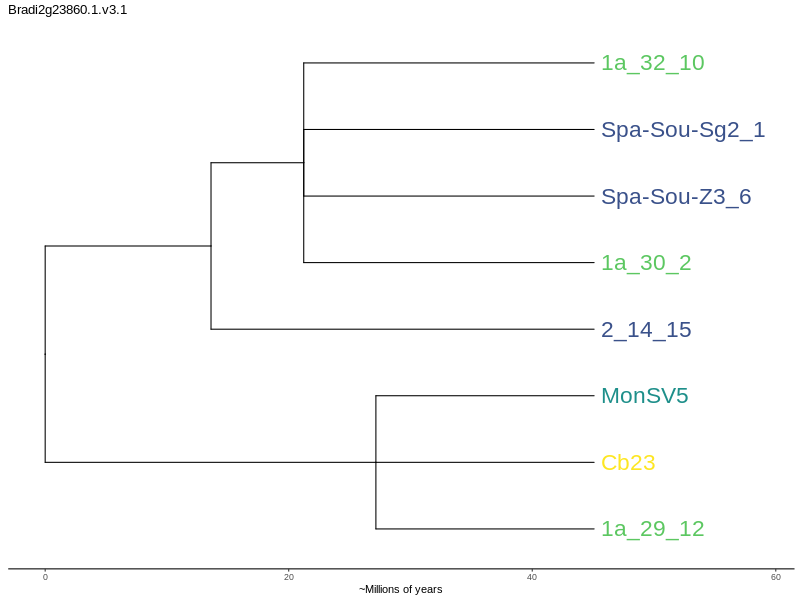 Bradi2g23860.1.v3.1
1a_32_10
Spa-Sou-Sg2_1
Spa-Sou-Z3_6
1a_30_2
2_14_15
MonSV5
Cb23
1a_29_12
0 20 40 60
~Millions of years